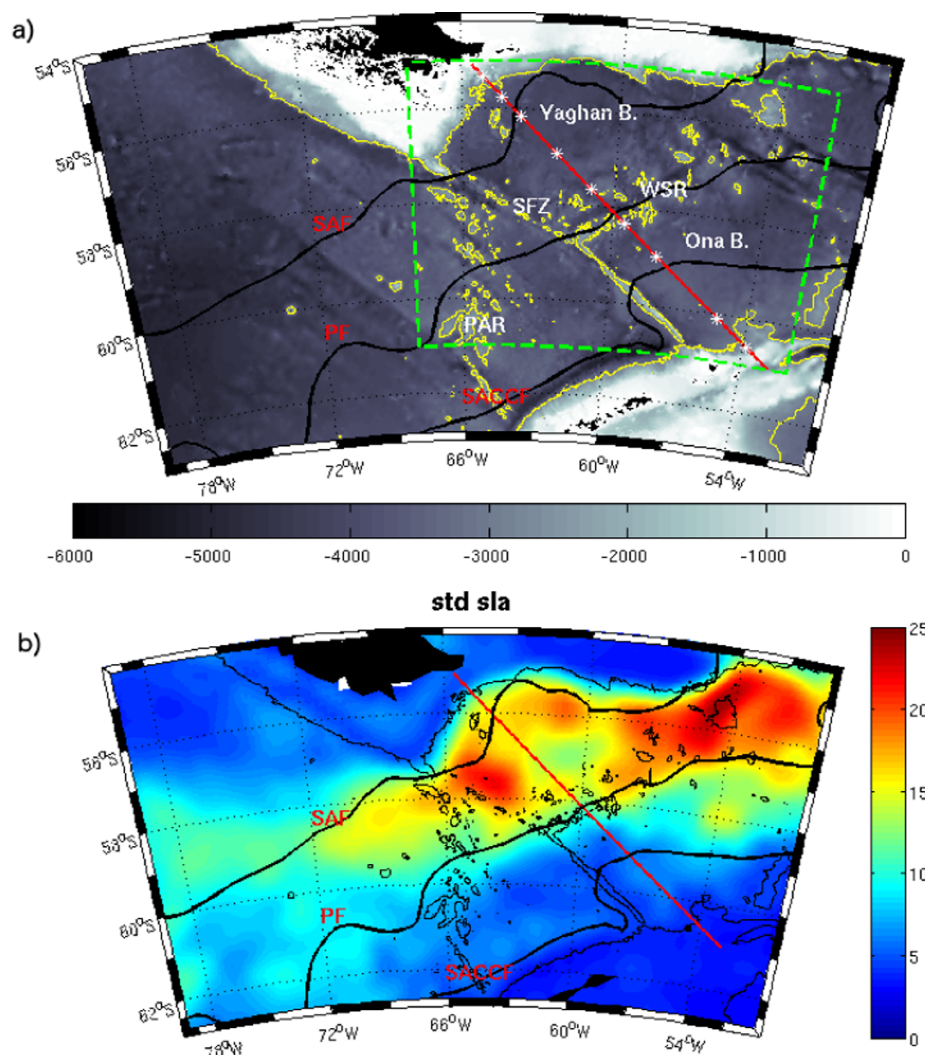 a)
54°S
56°S
58°S
60°S
62°S
Yaghan B.
SFZ
WSR
SAF
Ona B.
PF
PAR
SACCF
78°W
72°W
66°W
60°W
54°W
-6000 -5000 -4000 -3000 -2000 -1000 0
std sla
b)
25
20
15
10
5
0
56°S
58°S
60°S
62°S
SAF
PF
SACCF
78°W
72°W
66°W
60°W
54°W